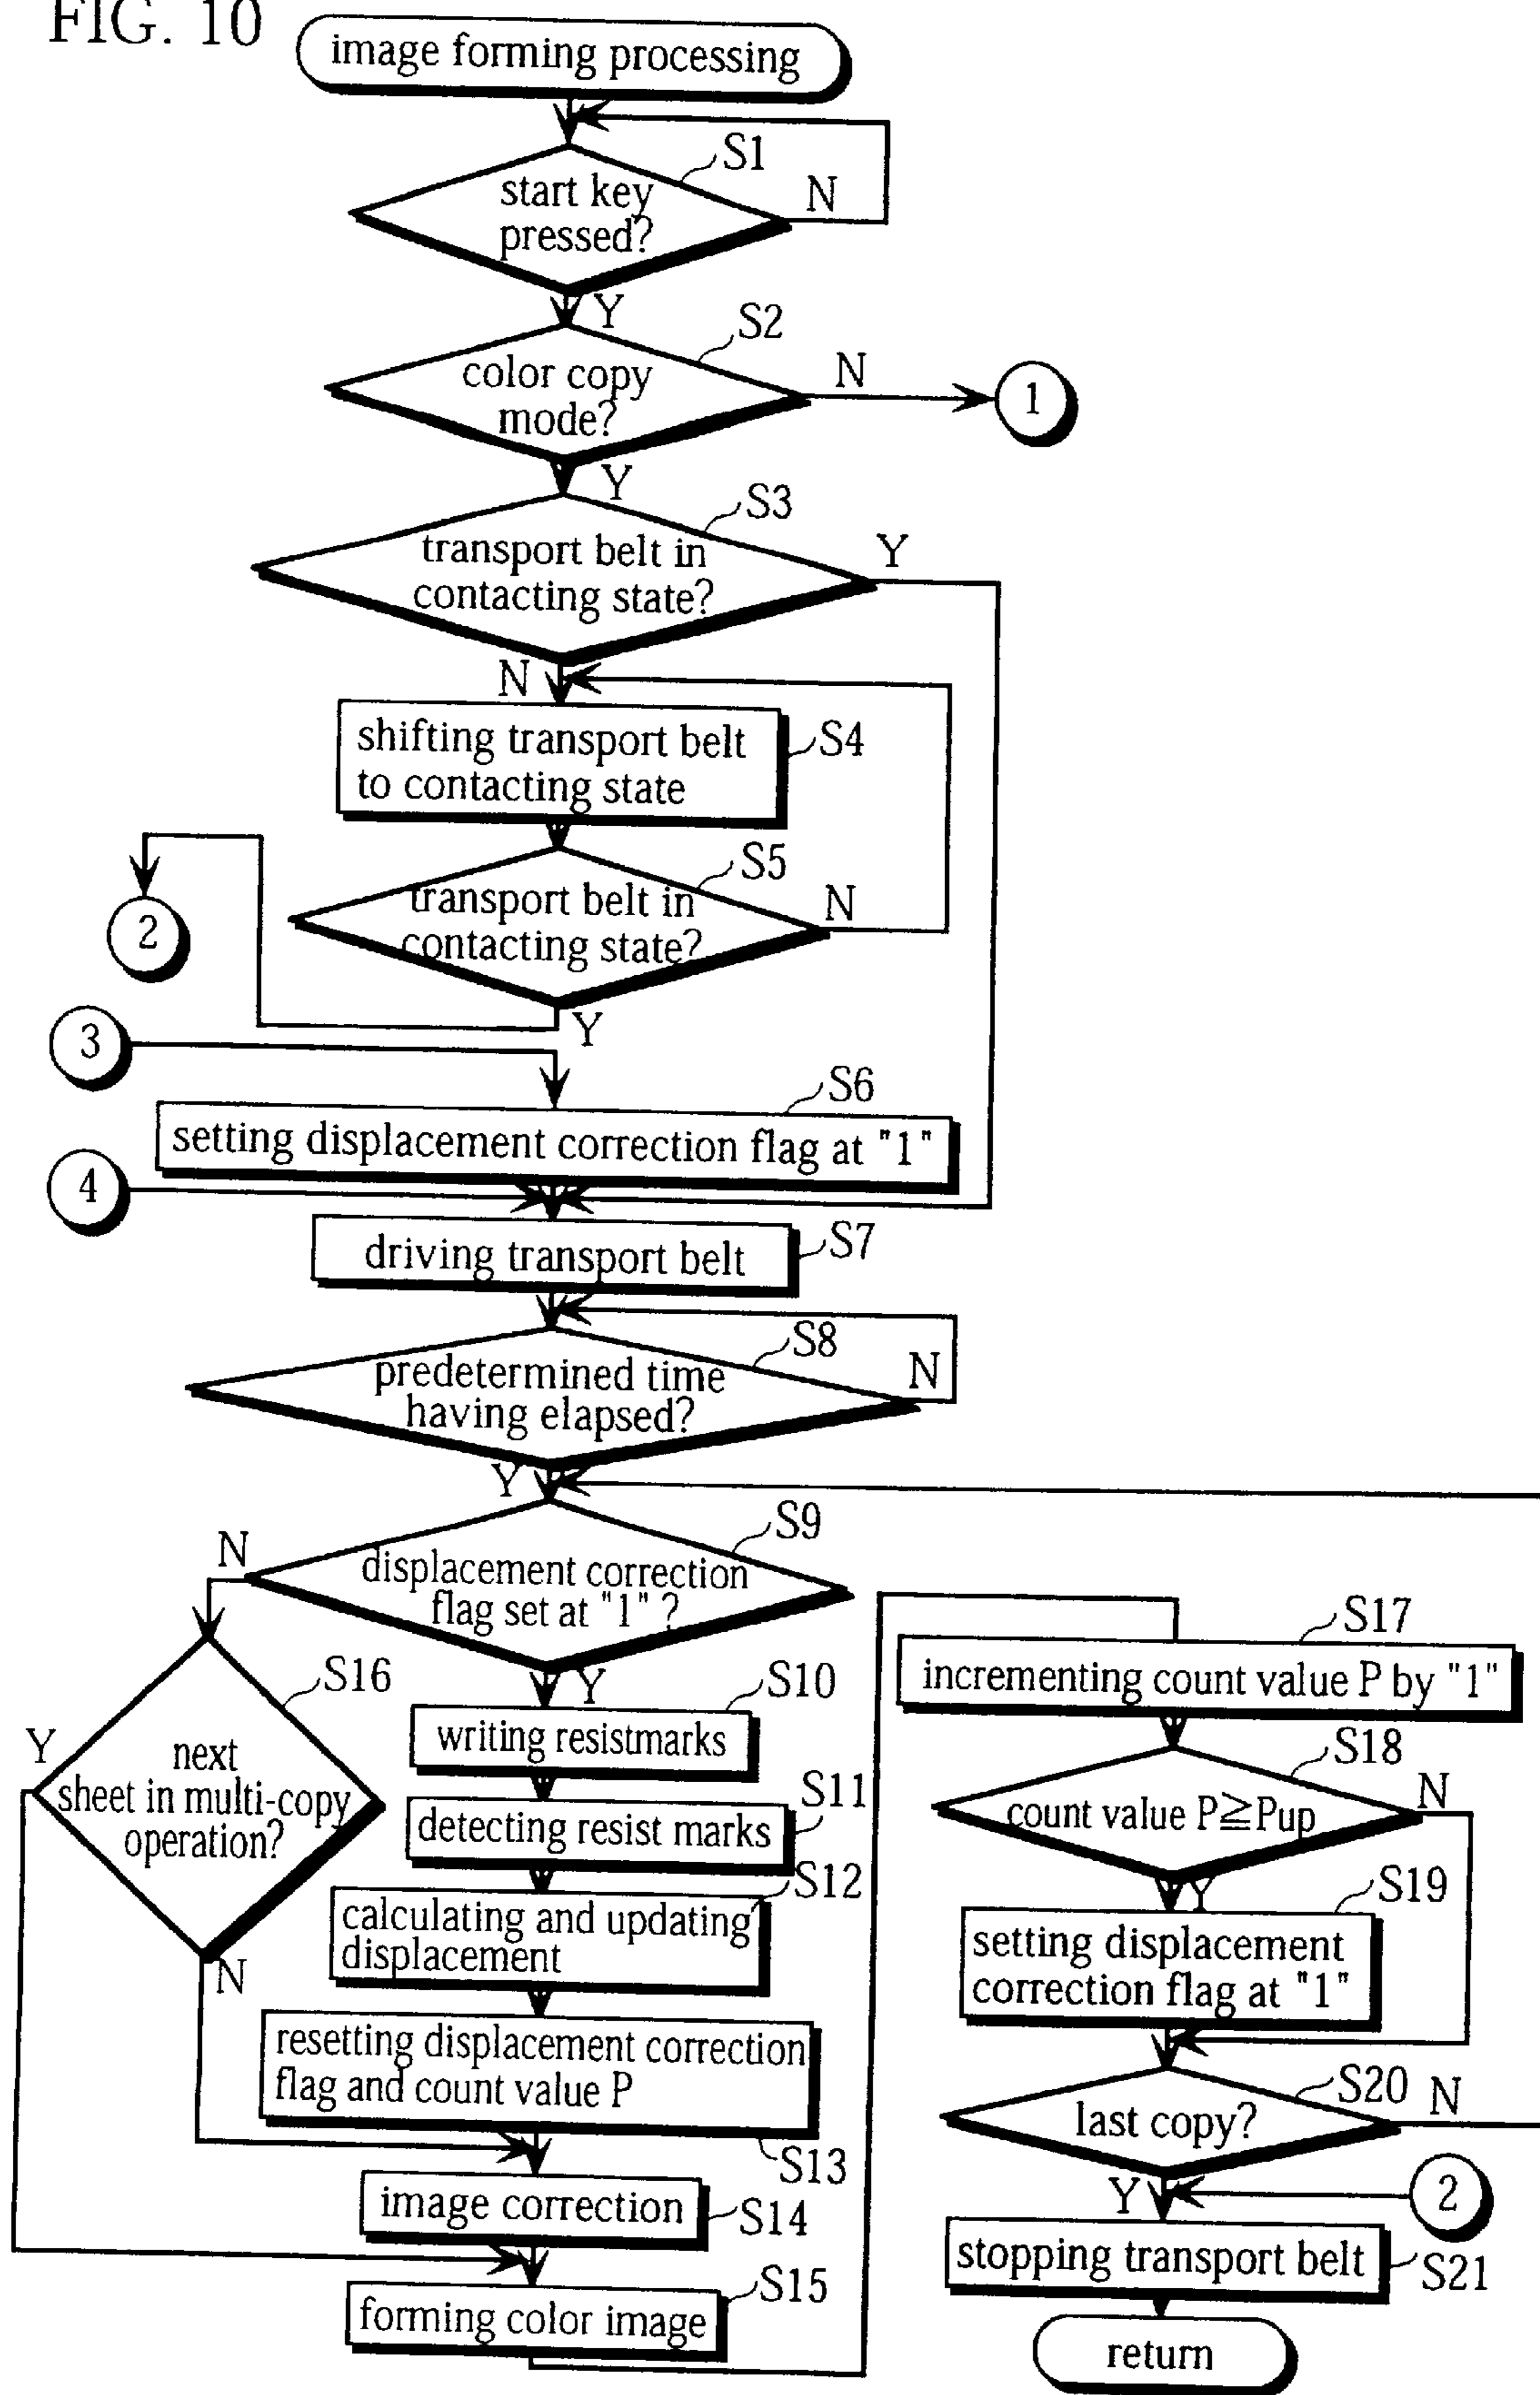 FIG. 10
image forming processing
S1
start key
pressed?
N
Y
S2
color copy
mode?
N
1
Y
S3
transport belt in
contacting state?
Y
N
shifting transport belt
to contacting state
S4
2
S5
transport belt in
contacting state?
N
Y
3
S6
setting displacement correction flag at "1"
4
driving transport belt
S7
S8
predetermined time
having elapsed?
N
Y
S9
N
displacement correction
flag set at "1" ?
Y
S16
Y
next
sheet in multi-copy
operation?
N
S10
writing resistmarks
S11
detecting resist marks
S12
calculating and updating
displacement
resetting displacement correction
flag and count value P
S13
image correction
S14
S15
forming color image
S17
incrementing count value P by "1"
S18
count value P≧Pup
N
Y
S19
setting displacement
correction flag at "1"
S20
last copy?
N
Y
2
stopping transport belt
S21
return